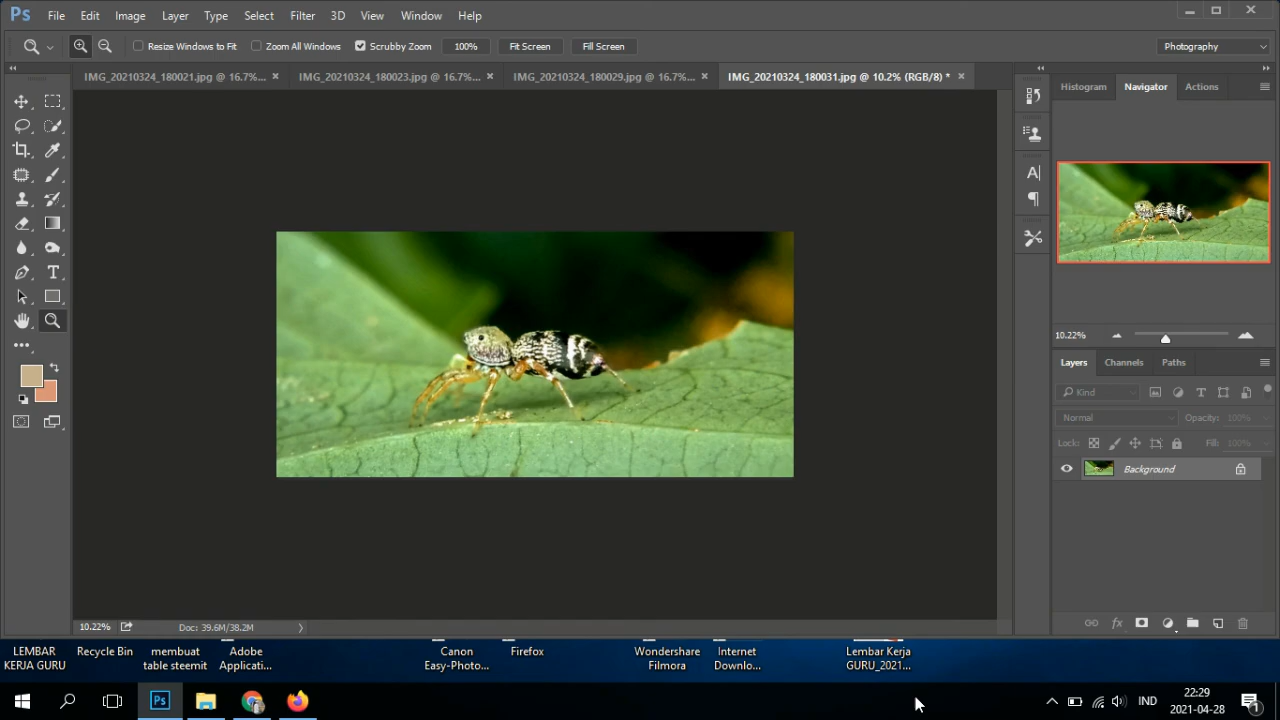 Ps File Edit Image Layer Type Select Filter 3D View Window Help
Resize Windows to Fit Zoom All Windows Scrubby Zoom 100% Fit Screen Fill Screen Photography
IMG_20210324_180021.jpg @ 16.7%... × IMG_20210324_180023.jpg @ 16.7%... × IMG_20210324_180029.jpg @ 16.7%... × IMG_20210324_180031.jpg @ 10.2% (RGB/8) * ×
Histogram Navigator Actions
10.22%
Layers Channels Paths
Kind
Normal Opacity: 100%
Lock: Fill: 100%
Background
10.22% Doc: 39.6M/38.2M
LEMBAR
KERJA GURU
Recycle Bin
membuat
table steemit
Adobe
Applicati...
Canon
Easy-Photo...
Firefox
Wondershare
Filmora
Internet
Downlo...
Lembar Kerja
GURU_2021...
Ps
IND
22:29
2021-04-28
1